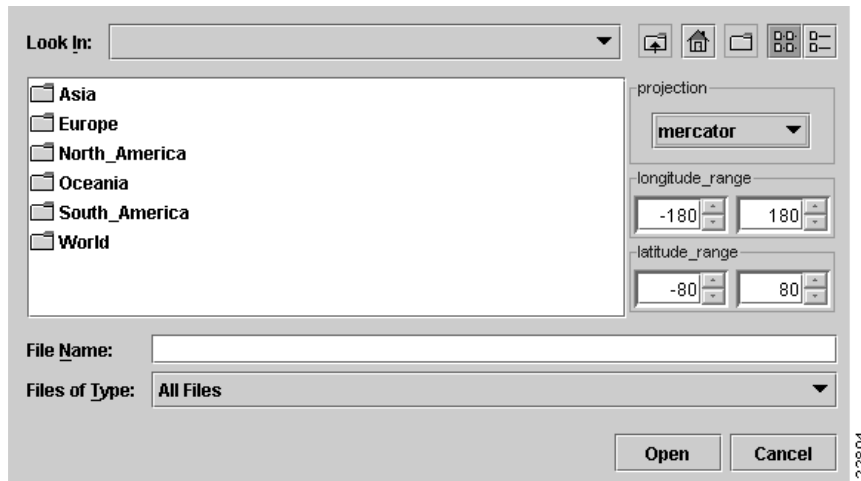 Look In:
Asia
Europe
North_America
Oceania
South_America
World
projection
mercator
longitude_range
-180 180
latitude_range
-80 80
File Name:
Files of Type: All Files
Open Cancel